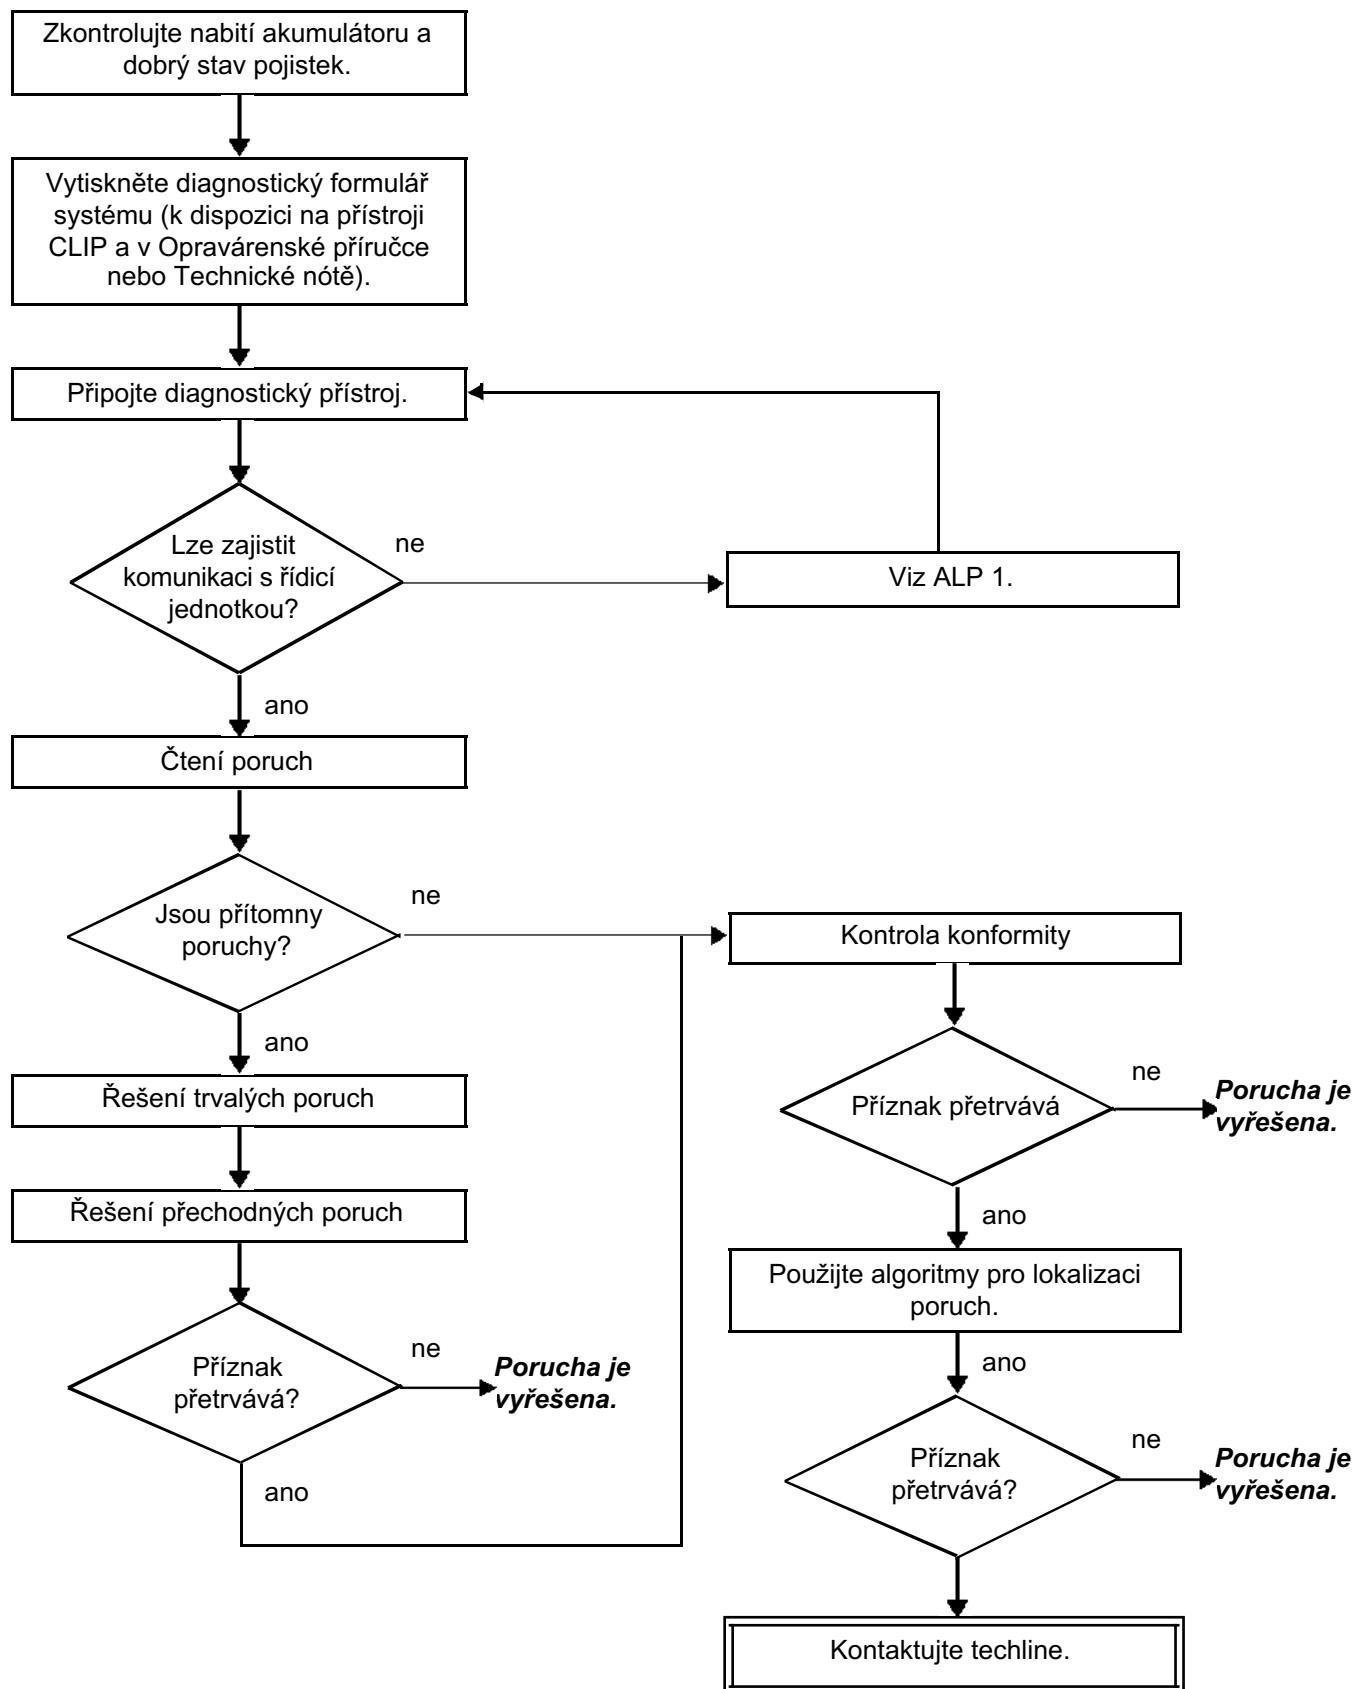 Zkontrolujte nabití akumulátoru a
dobrý stav pojistek.
Vytiskněte diagnostický formulář
systému (k dispozici na přístroji
CLIP a v Opravárenské příručce
nebo Technické nótě).
Připojte diagnostický přístroj.
Lze zajistit
komunikaci s řídicí
jednotkou?
ne
Viz ALP 1.
ano
Čtení poruch
Jsou přítomny
poruchy?
ne
ano
Řešení trvalých poruch
Řešení přechodných poruch
Příznak
přetrvává?
ne
Porucha je
vyřešena.
ano
Kontrola konformity
Příznak přetrvává
ne
Porucha je
vyřešena.
ano
Použijte algoritmy pro lokalizaci
poruch.
ano
Příznak
přetrvává?
ne
Porucha je
vyřešena.
Kontaktujte techline.